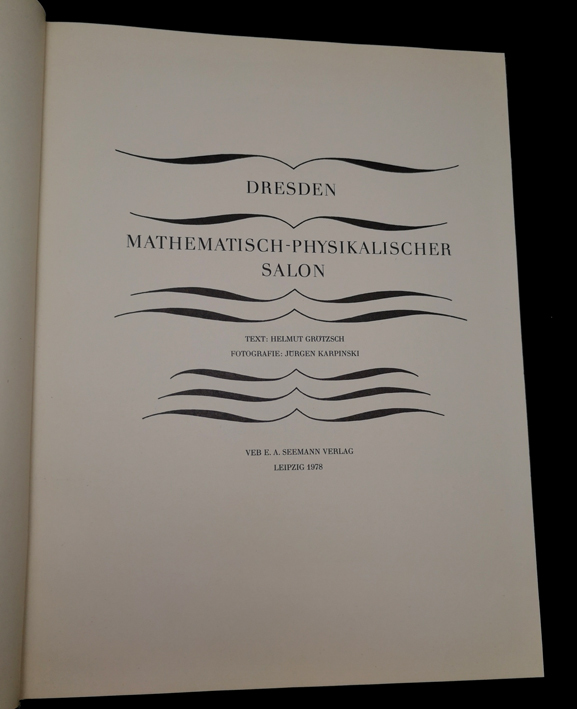 DRESDEN
MATHEMATISCH-PHYSIKALISCHER
SALON
TEXT: HELMUT GRÖTZSCH
FOTOGRAFIE: JÜRGEN KARPINSKI
VEB E. A. SEEMANN VERLAG
LEIPZIG 1978